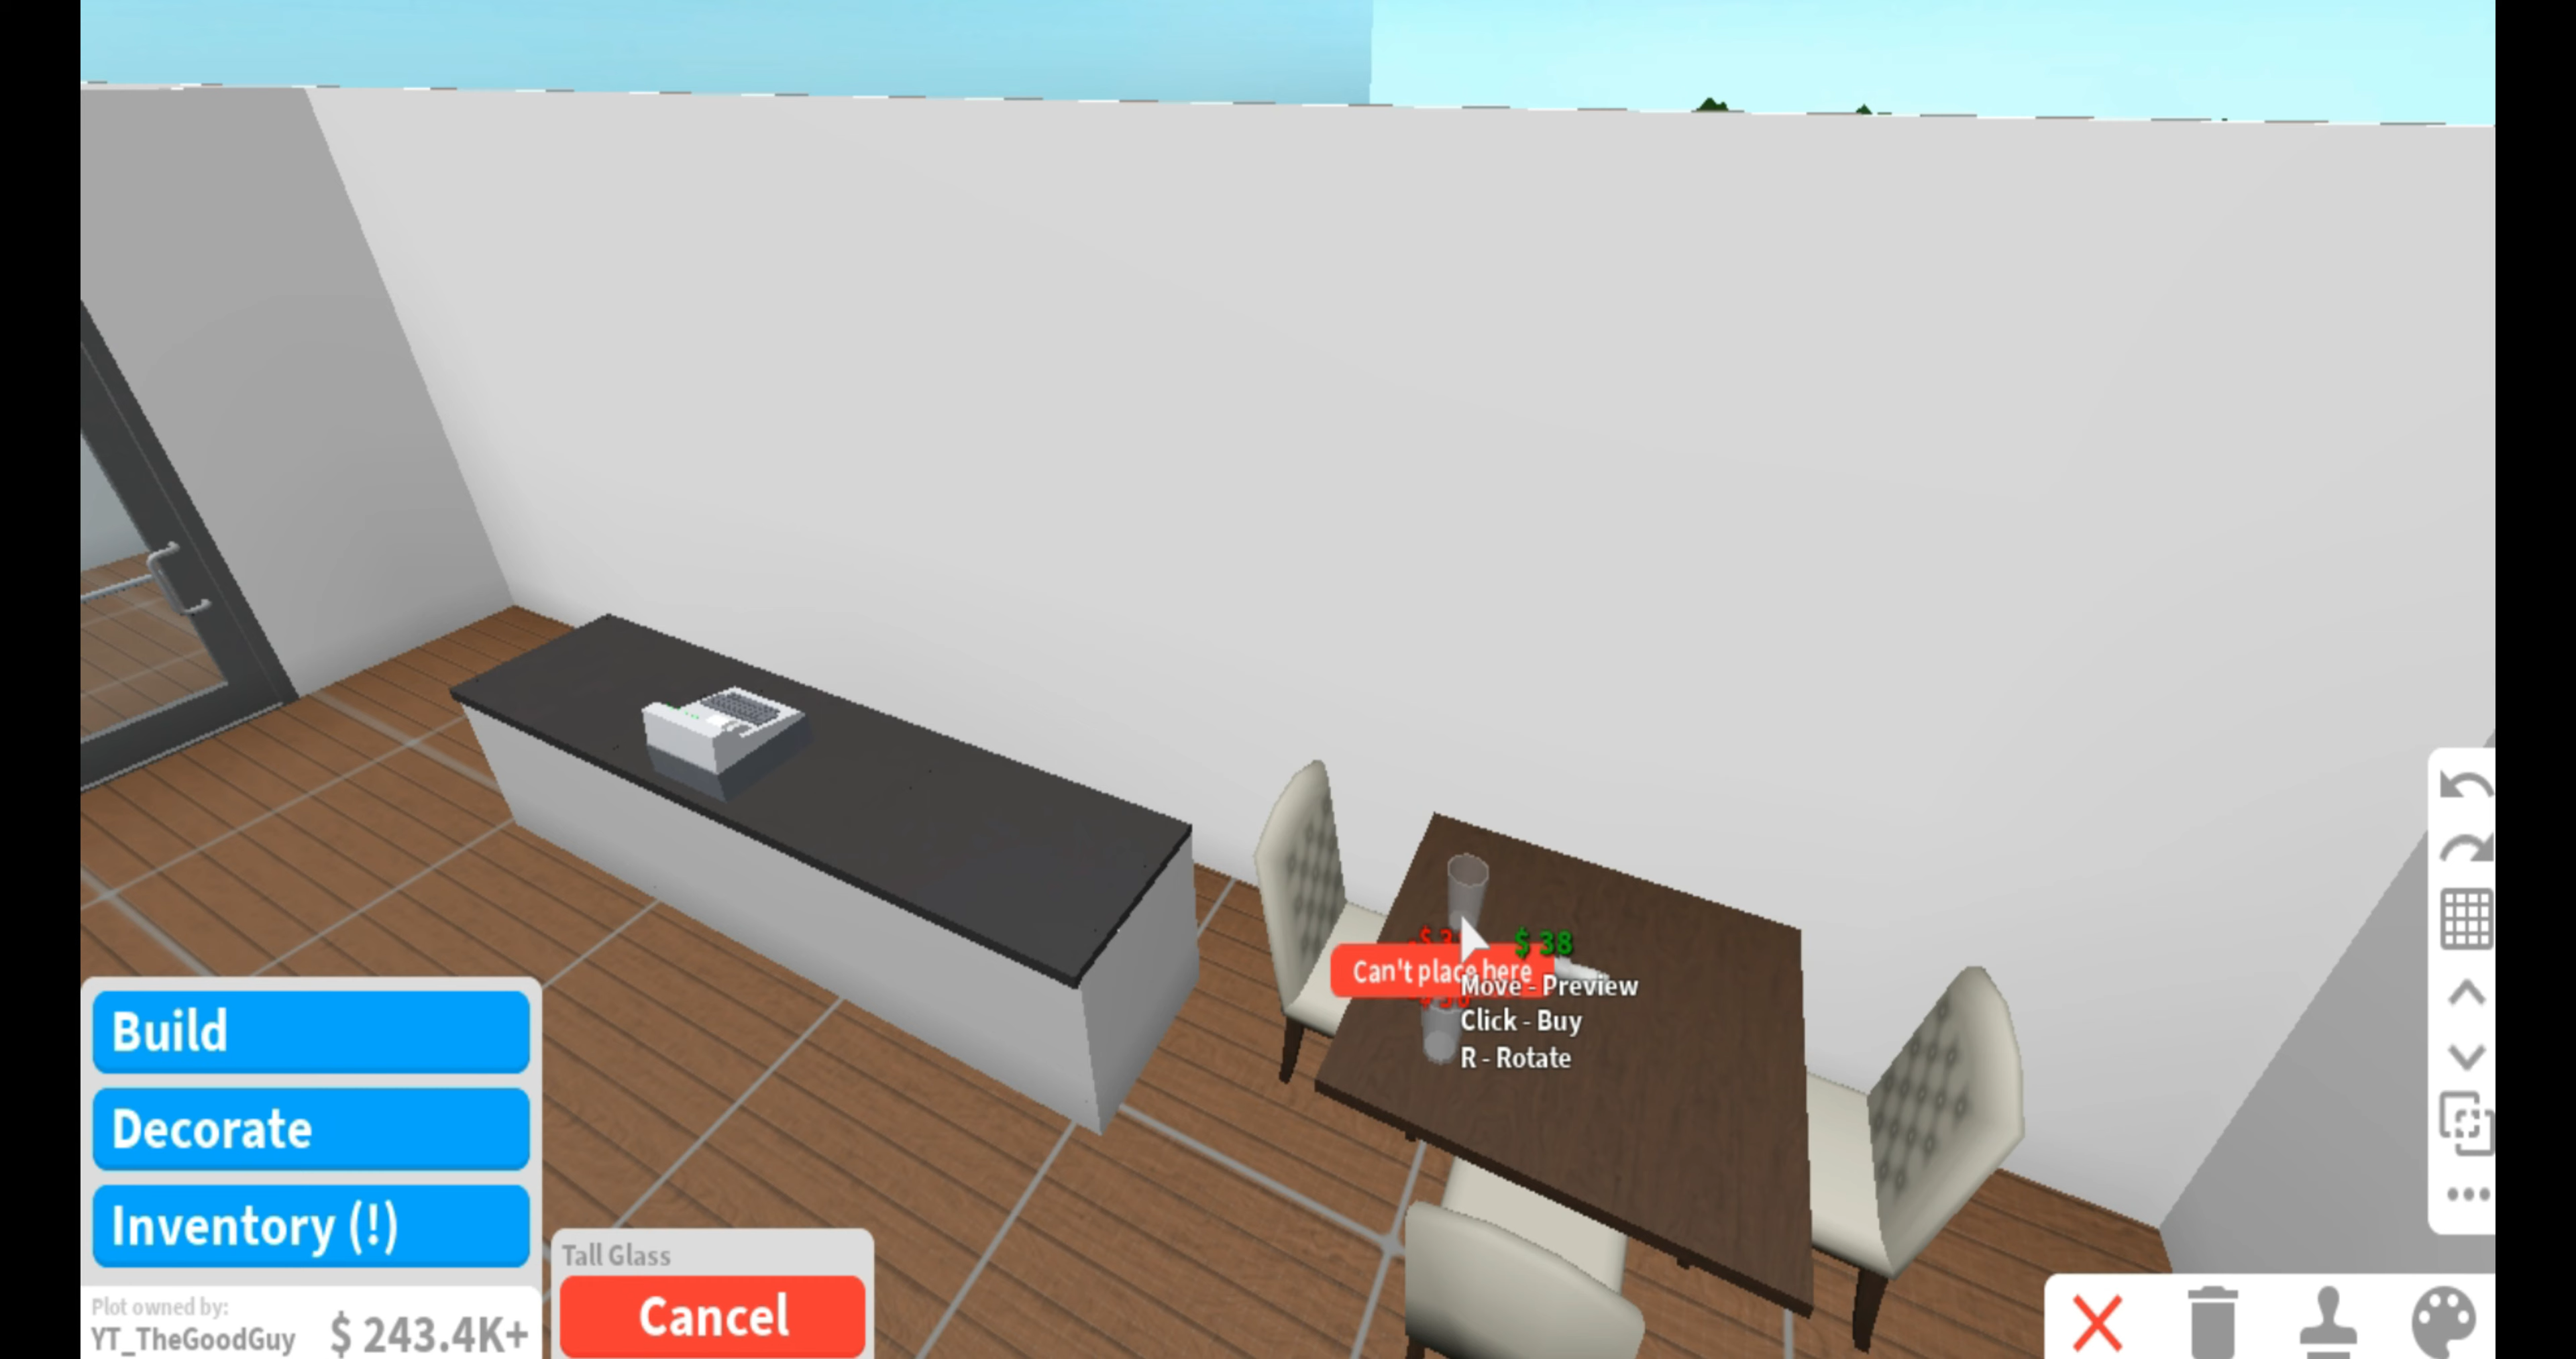 $ 38
Can't place here
Move - Preview
Click - Buy
R - Rotate
Build
Decorate
Inventory (!)
Tall Glass
Cancel
Plot owned by:
YT_TheGoodGuy
$ 243.4K+